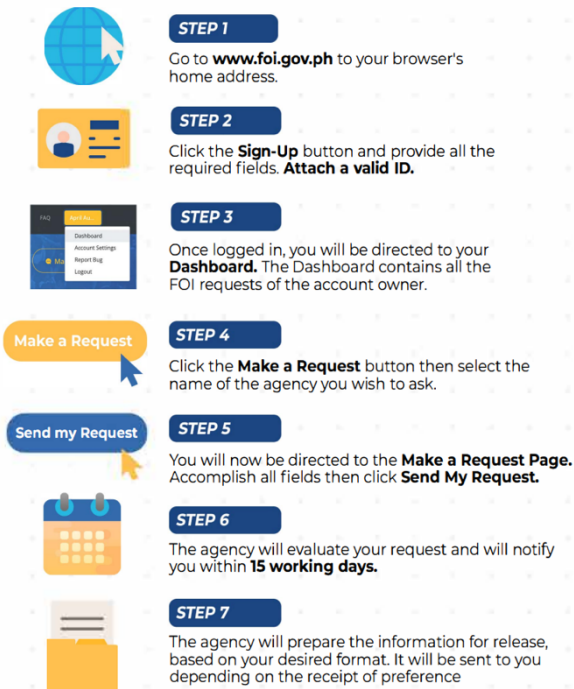 STEP 1
Go to www.foi.gov.ph to your browser's
home address.
STEP 2
Click the Sign-Up button and provide all the
required fields. Attach a valid ID.
FAQ
Dashboard
Account Settings
Report Bug
Logout
STEP 3
Once logged in, you will be directed to your
Dashboard. The Dashboard contains all the
FOI requests of the account owner.
Make a Request
STEP 4
Click the Make a Request button then select the
name of the agency you wish to ask.
Send my Request
STEP 5
You will now be directed to the Make a Request Page.
Accomplish all fields then click Send My Request.
STEP 6
The agency will evaluate your request and will notify
you within 15 working days.
STEP 7
The agency will prepare the information for release,
based on your desired format. It will be sent to you
depending on the receipt of preference